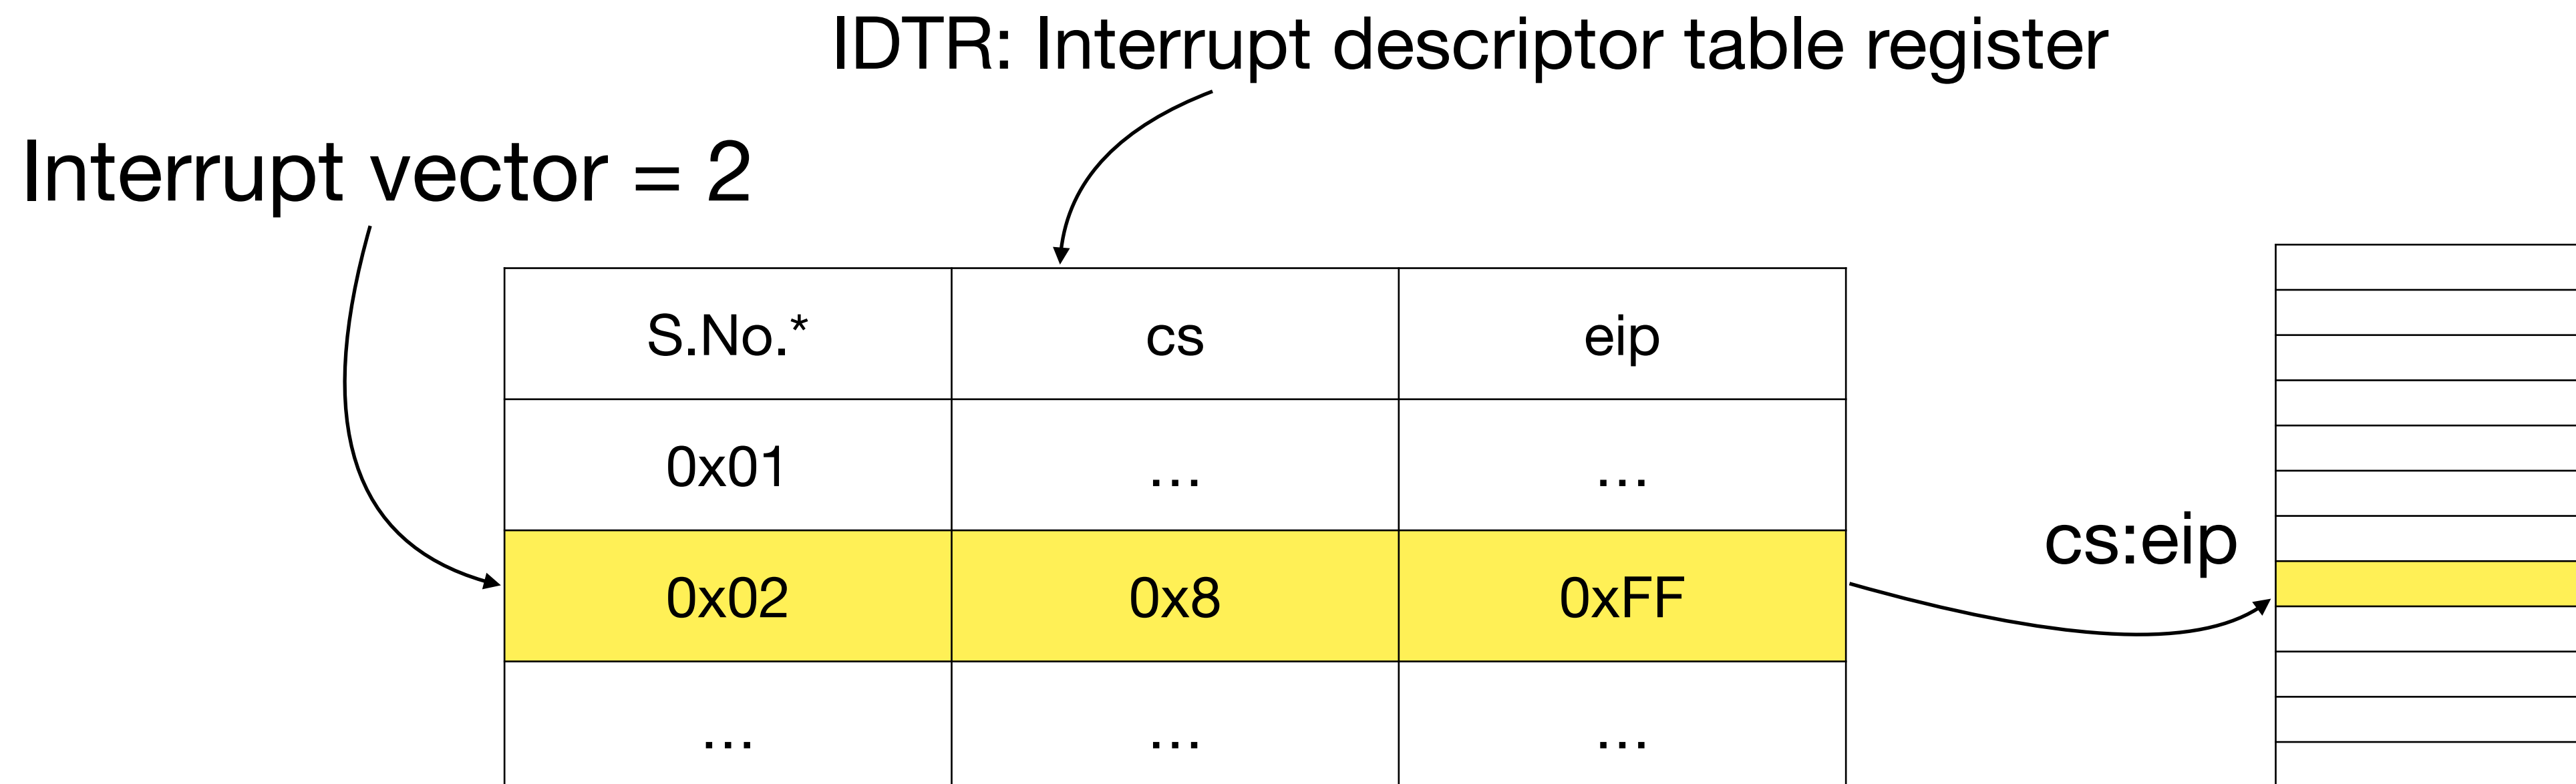 IDTR: Interrupt descriptor table register
Interrupt vector = 2
S.No.* cs eip
0x01 ... ...
cs:eip
0x02 0x8 0xFF
... ... ...